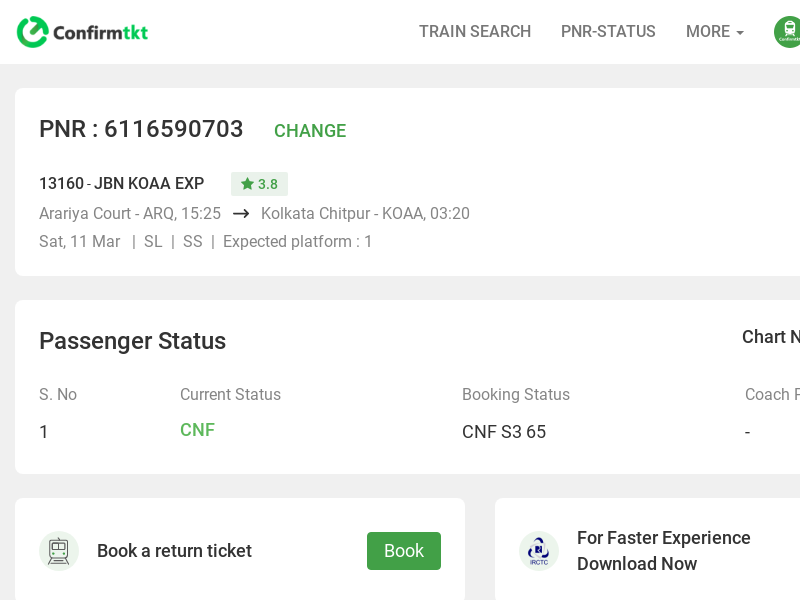 Confirmtkt TRAIN SEARCH PNR-STATUS MORE
PNR : 6116590703 CHANGE
13160 - JBN KOAA EXP 3.8
Arariya Court - ARQ, 15:25 → Kolkata Chitpur - KOAA, 03:20
Sat, 11 Mar | SL | SS | Expected platform : 1
Passenger Status Chart N
S. No Current Status Booking Status Coach
1 CNF CNF S3 65 -
Book a return ticket Book
For Faster Experience
Download Now
IRCTC